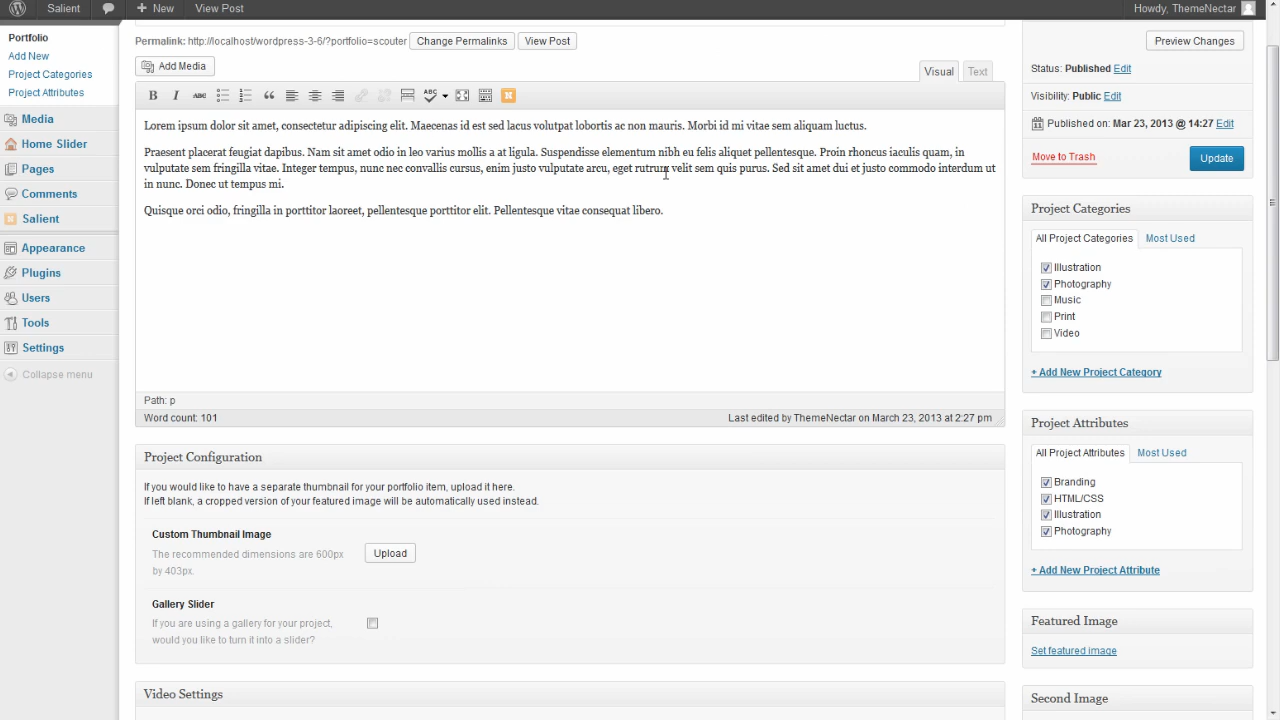 Salient
+ New
View Post
Howdy, ThemeNectar
Portfolio
Add New
Project Categories
Project Attributes
Media
Home Slider
Pages
Comments
Salient
Appearance
Plugins
Users
Tools
Settings
Collapse menu
Permalink: http://localhost/wordpress-3-6/?portfolio=scouter
Change Permalinks
View Post
Add Media
Visual
Text
B I ABC
ABC
Lorem ipsum dolor sit amet, consectetur adipiscing elit. Maecenas id est sed lacus volutpat lobortis ac non mauris. Morbi id mi vitae sem aliquam luctus.
Praesent placerat feugiat dapibus. Nam sit amet odio in leo varius mollis a at ligula. Suspendisse elementum nibh eu felis aliquet pellentesque. Proin rhoncus iaculis quam, in
vulputate sem fringilla vitae. Integer tempus, nunc nec convallis cursus, enim justo vulputate arcu, eget rutrum velit sem quis purus. Sed sit amet dui et justo commodo interdum ut
in nunc. Donec ut tempus mi.
Quisque orci odio, fringilla in porttitor laoreet, pellentesque porttitor elit. Pellentesque vitae consequat libero.
Path: p
Word count: 101
Last edited by ThemeNectar on March 23, 2013 at 2:27 pm
Project Configuration
If you would like to have a separate thumbnail for your portfolio item, upload it here.
If left blank, a cropped version of your featured image will be automatically used instead.
Custom Thumbnail Image
The recommended dimensions are 600px
by 403px.
Upload
Gallery Slider
If you are using a gallery for your project,
would you like to turn it into a slider?
Video Settings
Preview Changes
Status: Published Edit
Visibility: Public Edit
Published on: Mar 23, 2013 @ 14:27 Edit
Move to Trash
Update
Project Categories
All Project Categories
Most Used
Illustration
Photography
Music
Print
Video
+ Add New Project Category
Project Attributes
All Project Attributes
Most Used
Branding
HTML/CSS
Illustration
Photography
+ Add New Project Attribute
Featured Image
Set featured image
Second Image